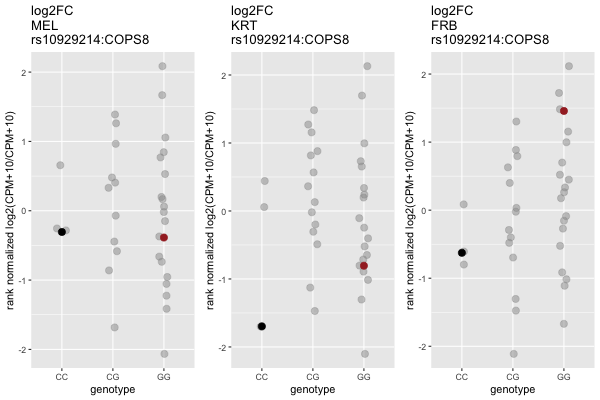 log2FC
MEL
rs10929214:COPS8
rank normalized log2(CPM+10/CPM+10)
2
1
0
-1
-2
CC
CG
GG
genotype
log2FC
KRT
rs10929214:COPS8
rank normalized log2(CPM+10/CPM+10)
2
1
0
-1
-2
CC
CG
GG
genotype
log2FC
FRB
rs10929214:COPS8
rank normalized log2(CPM+10/CPM+10)
2
1
0
-1
-2
CC
CG
GG
genotype